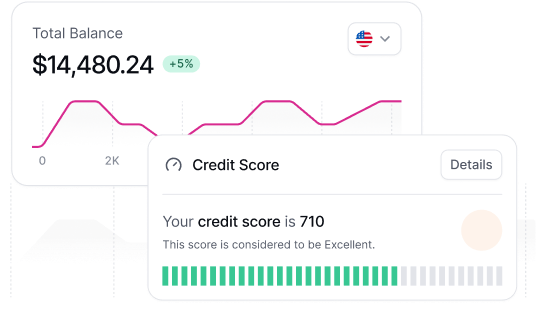 Total Balance
$14,480.24 +5%
0 2K
Credit Score Details
Your credit score is 710
This score is considered to be Excellent.